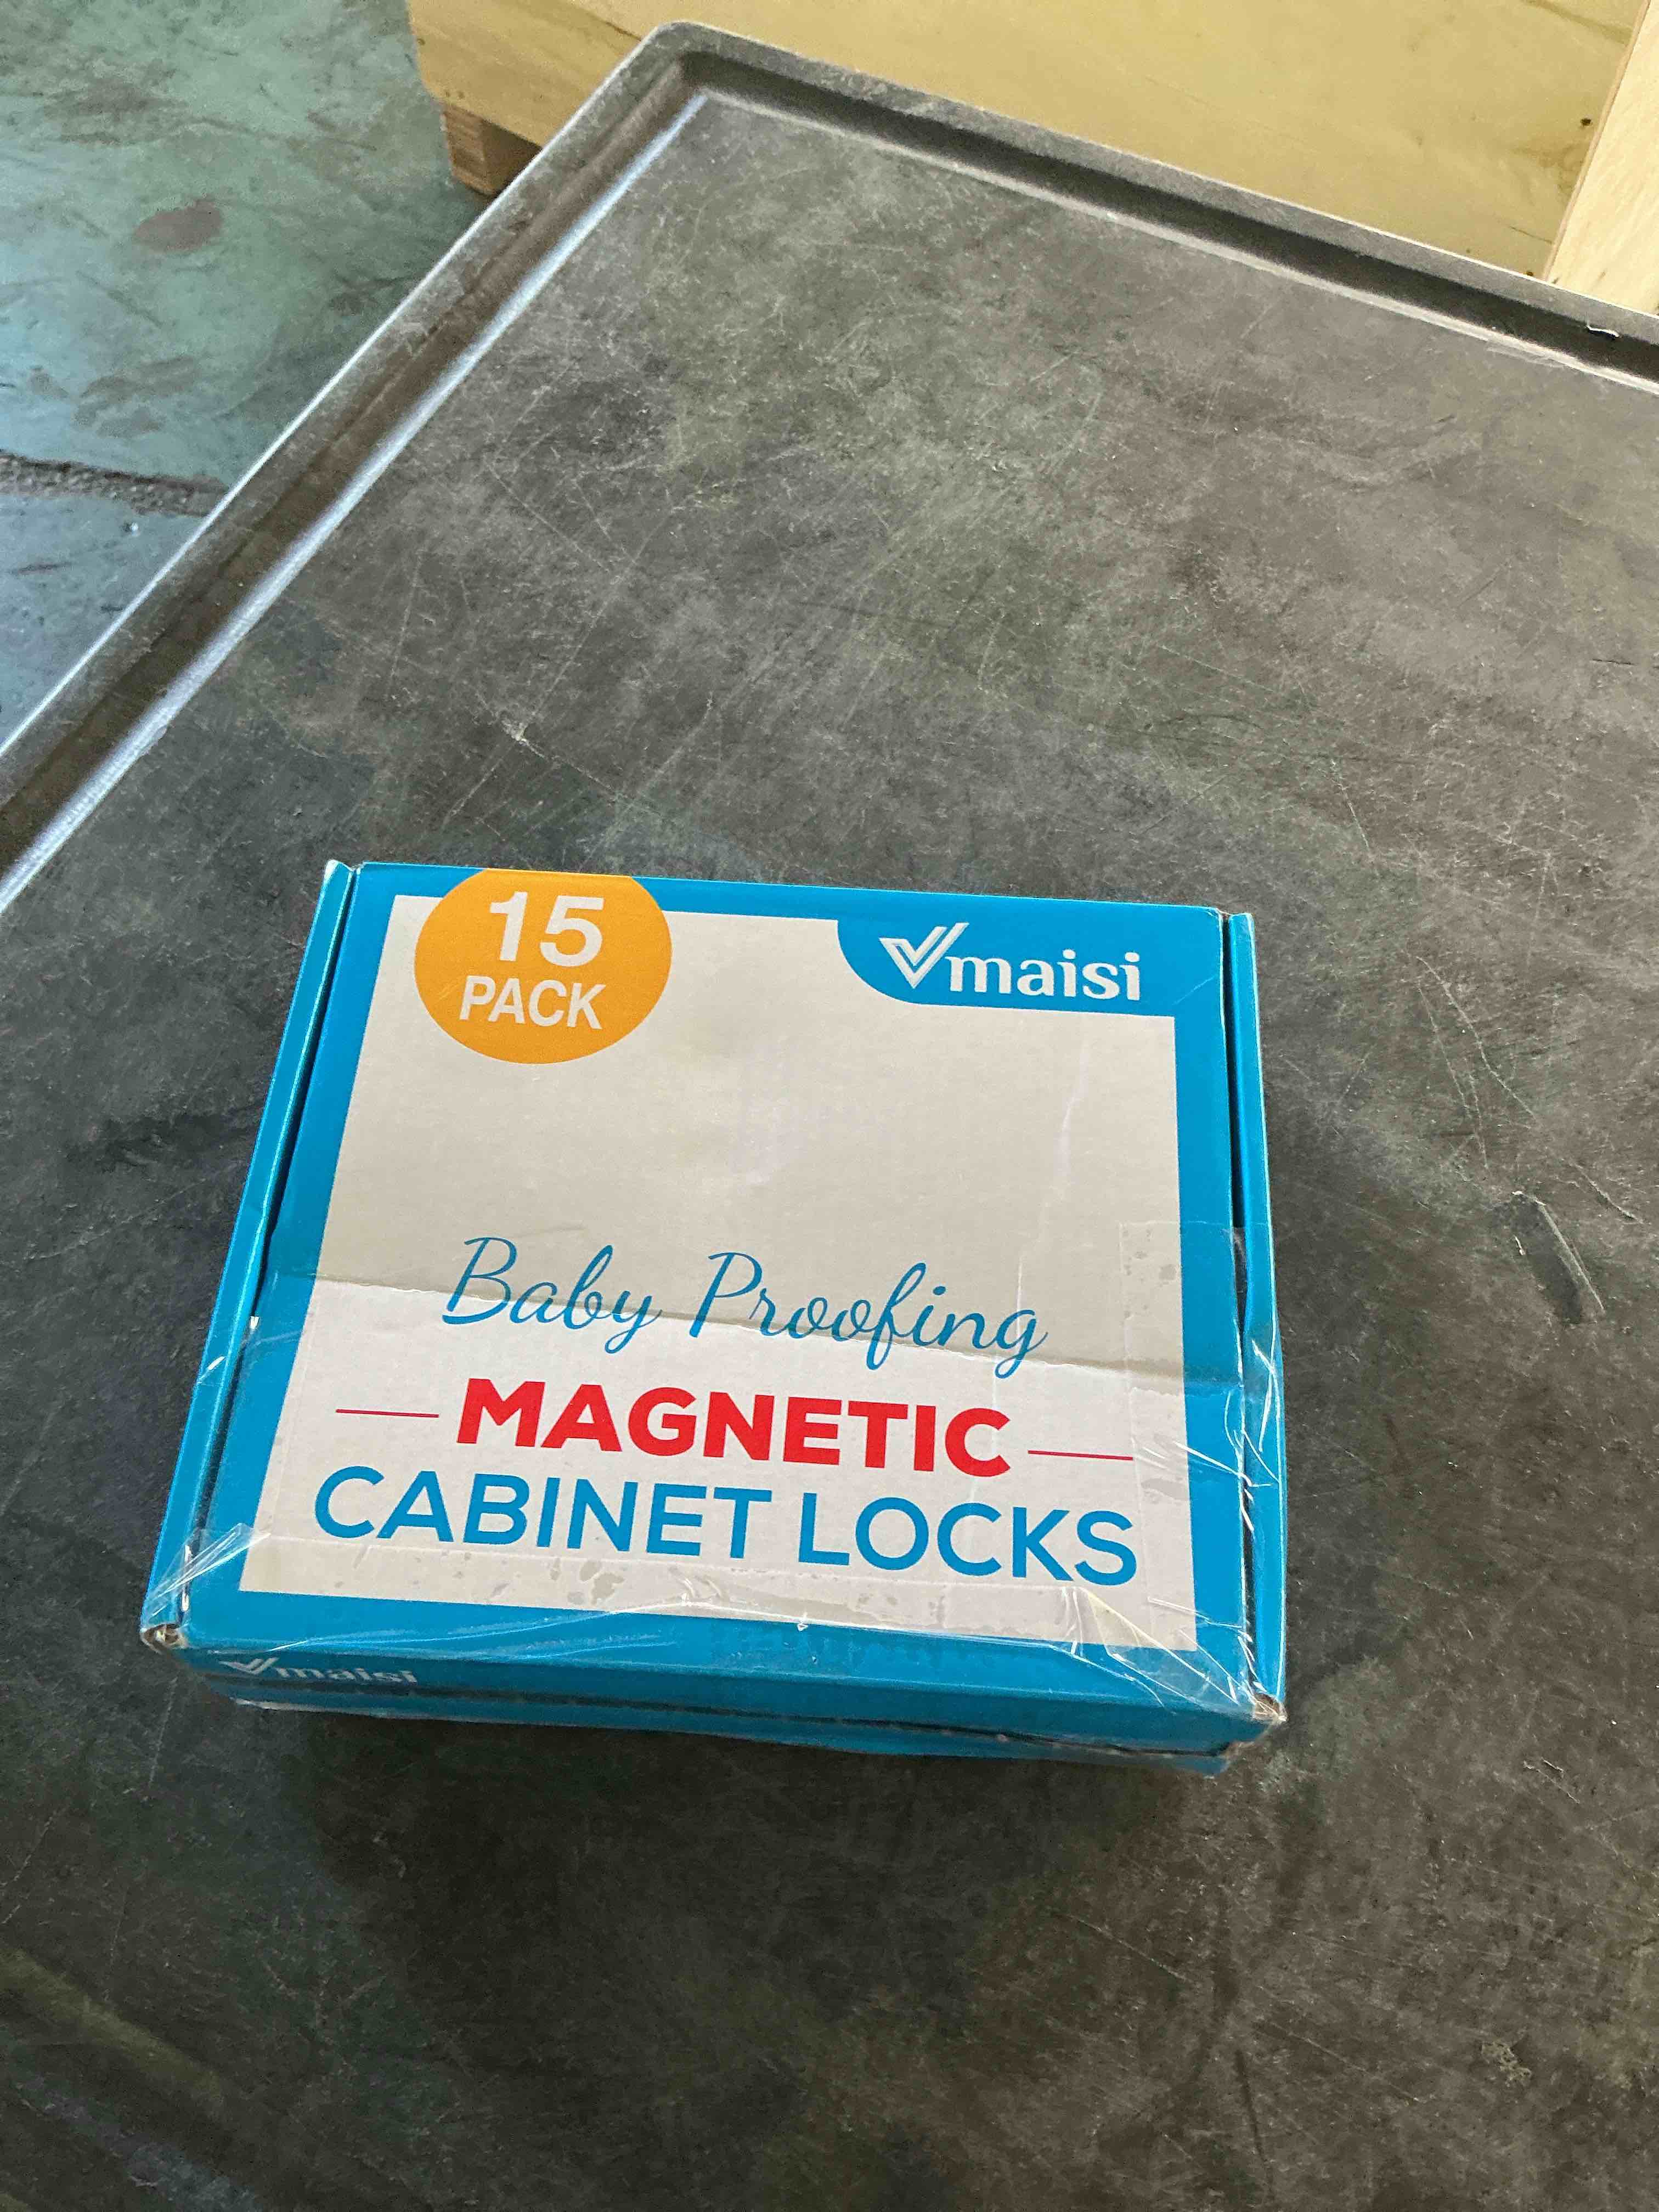 15
PACK
Vmaisi
Baby Proofing
MAGNETIC
CABINET LOCKS
Vmaisi